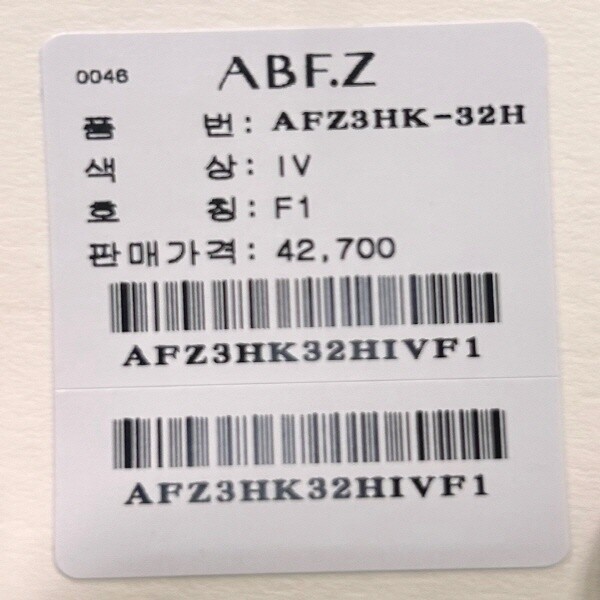 0046 ABF.Z
품 번: AFZ3HK-32H
색 상: IV
호 칭: F1
판매가격: 42,700
AFZ3HK32HIVF1
AFZ3HK32HIVF1